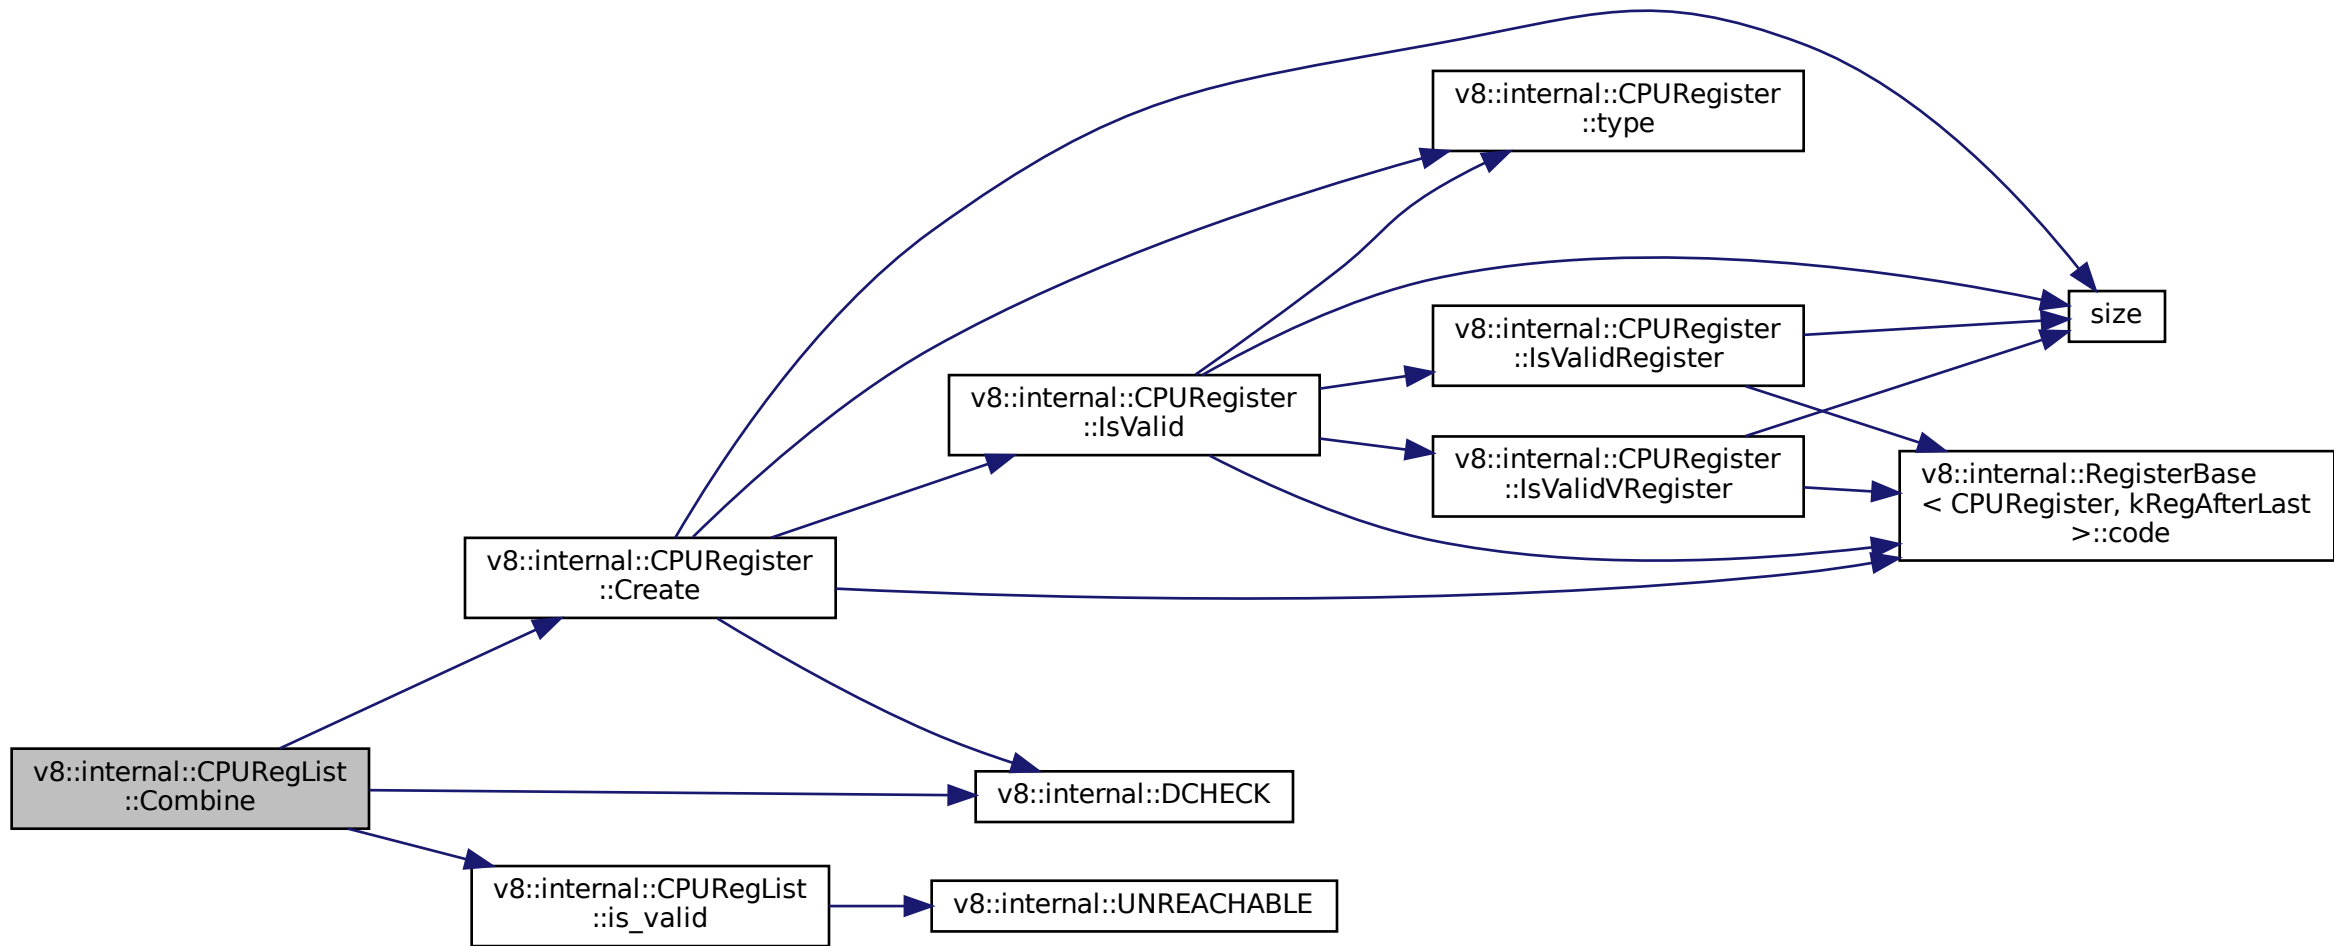 v8::internal::CPURegister
::type
size
v8::internal::CPURegister
::IsValidRegister
v8::internal::CPURegister
::IsValid
v8::internal::CPURegister
::IsValidVRegister
v8::internal::RegisterBase
< CPURegister, kRegAfterLast
>::code
v8::internal::CPURegister
::Create
v8::internal::CPURegList
::Combine
v8::internal::DCHECK
v8::internal::CPURegList
::is_valid
v8::internal::UNREACHABLE